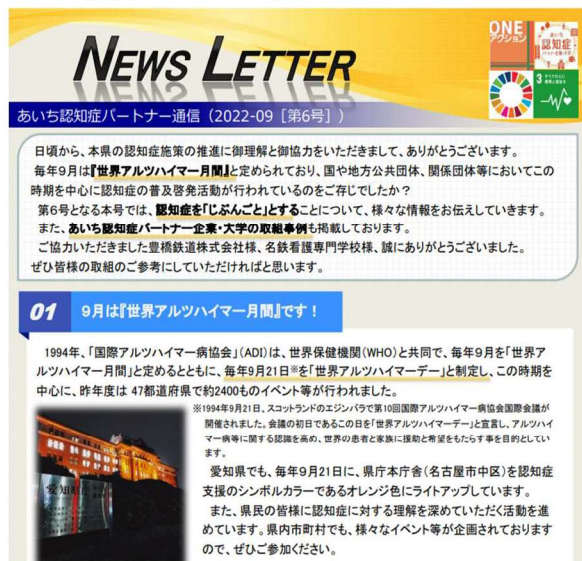 NEWS LETTER
ONE
アクション
あいち
認知症
3 すべての人に
健康と福祉を
あいち認知症パートナー通信（2022-09［第6号］）
日頃から、本県の認知症施策の推進に御理解と御協力をいただきまして、ありがとうございます。
毎年9月は『世界アルツハイマー月間』と定められており、国や地方公共団体、関係団体等においてこの
時期を中心に認知症の普及啓発活動が行われているのをご存じでしたか？
第6号となる本号では、認知症を「じぶんごと」とすることについて、様々な情報をお伝えしていきます。
また、あいち認知症パートナー企業・大学の取組事例も掲載しております。
ご協力いただきました豊橋鉄道株式会社様、名鉄看護専門学校様、誠にありがとうございました。
ぜひ皆様の取組のご参考にしていただければと思います。
01 9月は『世界アルツハイマー月間』です！
1994年、「国際アルツハイマー病協会」（ADI）は、世界保健機関（WHO）と共同で、毎年9月を「世界ア
ルツハイマー月間」と定めるとともに、毎年9月21日※を「世界アルツハイマーデー」と制定し、この時期を
中心に、昨年度は 47都道府県で約2400ものイベント等が行われました。
※1994年9月21日、スコットランドのエジンバラで第10回国際アルツハイマー病協会国際会議が
開催されました。会議の初日であるこの日を「世界アルツハイマーデー」と宣言し、アルツハイ
マー病等に関する認識を高め、世界の患者と家族に援助と希望をもたらす事を目的としてい
ます。
愛知県でも、毎年9月21日に、県庁本庁舎（名古屋市中区）を認知症
支援のシンボルカラーであるオレンジ色にライトアップしています。
また、県民の皆様に認知症に対する理解を深めていただく活動を進
めています。県内市町村でも、様々なイベント等が企画されております
ので、ぜひご参加ください。
愛知県庁